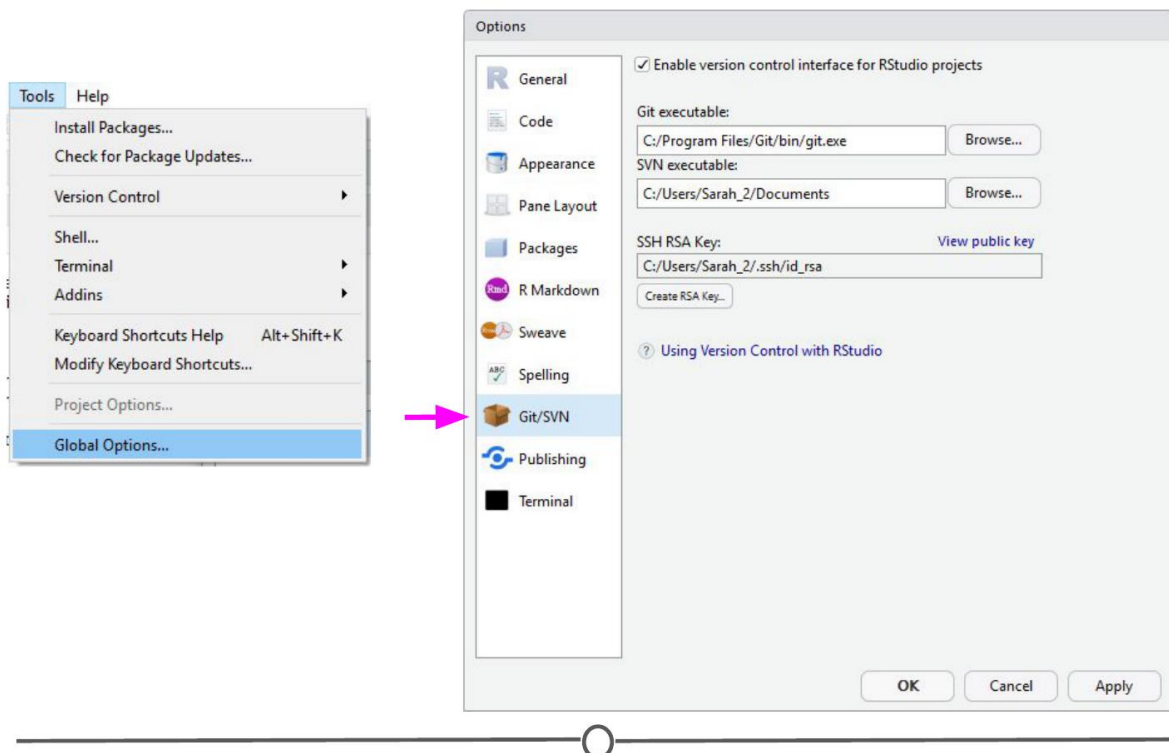 Tools Help
Install Packages...
Check for Package Updates...
Version Control
Shell...
Terminal
Addins
Keyboard Shortcuts Help Alt+Shift+K
Modify Keyboard Shortcuts...
Project Options...
Global Options...
Options
R General
Code
Appearance
Pane Layout
Packages
Rmd R Markdown
Sweave
ABC Spelling
Git/SVN
Publishing
Terminal
Enable version control interface for RStudio projects
Git executable:
C:/Program Files/Git/bin/git.exe Browse...
SVN executable:
C:/Users/Sarah_2/Documents Browse...
SSH RSA Key: View public key
C:/Users/Sarah_2/.ssh/id_rsa
Create RSA Key...
? Using Version Control with RStudio
OK Cancel Apply